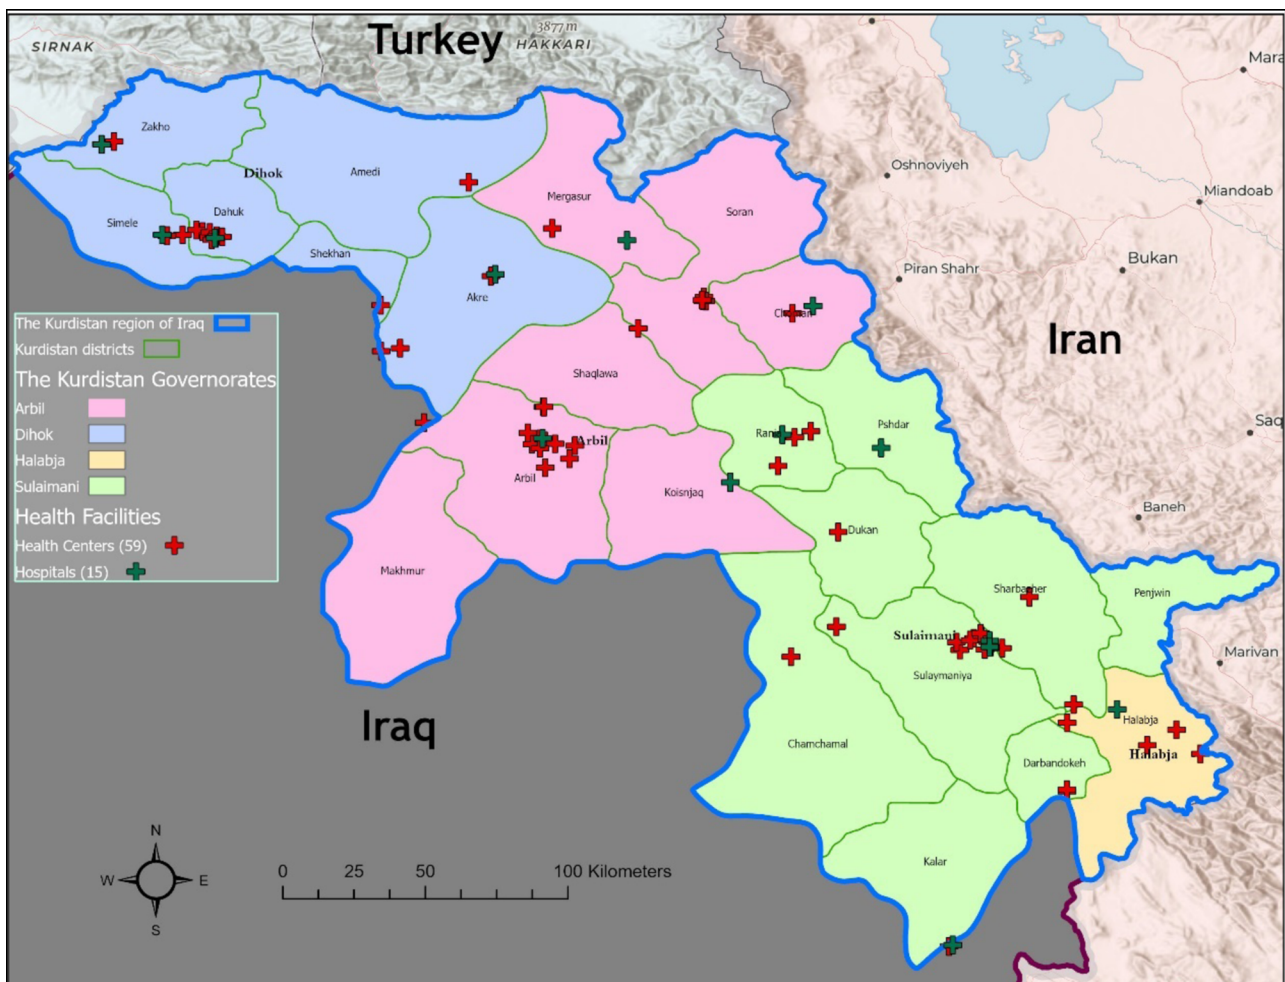 Turkey
3877 m
SIRNAK
HAKKARI
Mara
Zakho
Oshnoviyeh
Dihok
Amedi
Miandoab
Mergasur
Soran
Simele
Dahuk
Shekhan
Bukan
Piran Shahr
Akre
The Kurdistan region of Iraq
Kurdistan districts
The Kurdistan Governorates
Arbil
Dihok
Halabja
Sulaimani
Health Facilities
Health Centers (59)
Hospitals (15)
Iran
Shaqlawa
Saq
Pshdar
Arbil
Arbil
Koisnjaq
Baneh
Dukan
Makhmur
Penjwin
Sulaimani
Marivan
Sulaymaniya
Iraq
Halabja
Chamchamal
Halabja
Darbandokeh
Kalar
N
W
E
S
0 25 50 100 Kilometers